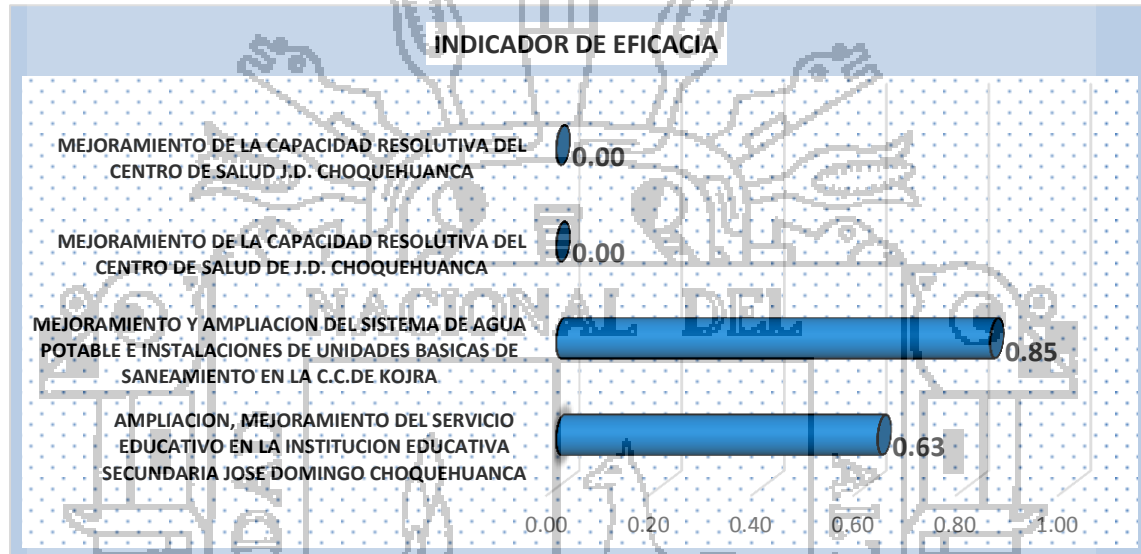 INDICADOR DE EFICACIA
MEJORAMIENTO DE LA CAPACIDAD RESOLUTIVA DEL
CENTRO DE SALUD J.D. CHOQUEHUANCA
0.00
MEJORAMIENTO DE LA CAPACIDAD RESOLUTIVA DEL
CENTRO DE SALUD DE J.D. CHOQUEHUANCA
0.00
NACIONAL DEL
MEJORAMIENTO Y AMPLIACION DEL SISTEMA DE AGUA
POTABLE E INSTALACIONES DE UNIDADES BASICAS DE
SANEAMIENTO EN LA C.C.DE KOJRA
0.85
AMPLIACION, MEJORAMIENTO DEL SERVICIO
EDUCATIVO EN LA INSTITUCION EDUCATIVA
SECUNDARIA JOSE DOMINGO CHOQUEHUANCA
0.63
0.00 0.20 0.40 0.60 0.80 1.00